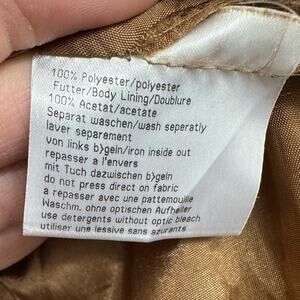 100% Polyester/polyester
Futter/Body Lining/Doublure
100% Acetat/acetate
Separat waschen/wash seperatly
laver separement
von links b}geln/iron inside out
repasser a l'envers
mit Tuch dazwischen b}geln
do not press direct on fabric
a repasser avec une pattemouille
Waschm. ohne optischen Aufheller
use detergents without optic bleach
utiliser une lessive sans azurants